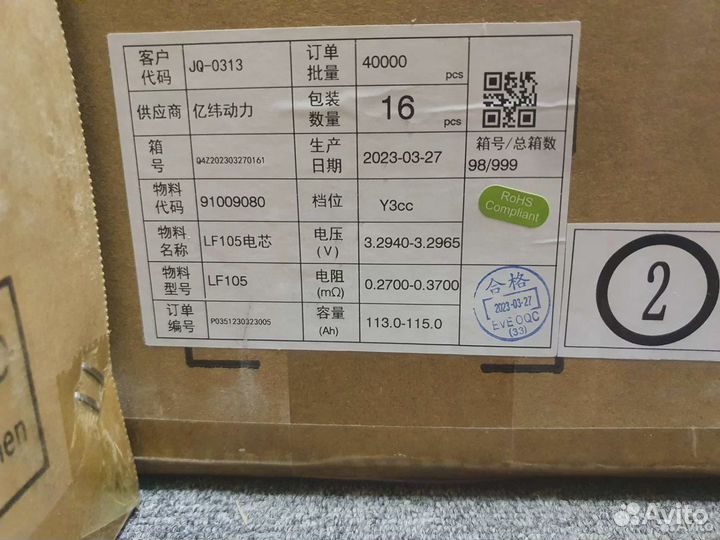 客户代码 JQ-0313 订单批量 40000 pcs
供应商 亿纬动力 包装数量 16 pcs
箱号 Q4Z202303270161 生产日期 2023-03-27 箱号/总箱数 98/999
物料代码 91009080 档位 Y3cc RoHS Compliant
物料名称 LF105电芯 电压(V) 3.2940-3.2965
物料型号 LF105 电阻(mΩ) 0.2700-0.3700
订单编号 P0351230323005 容量(Ah) 113.0-115.0
合格
2023-03-27
EVE OQC
(33)
2
Avito